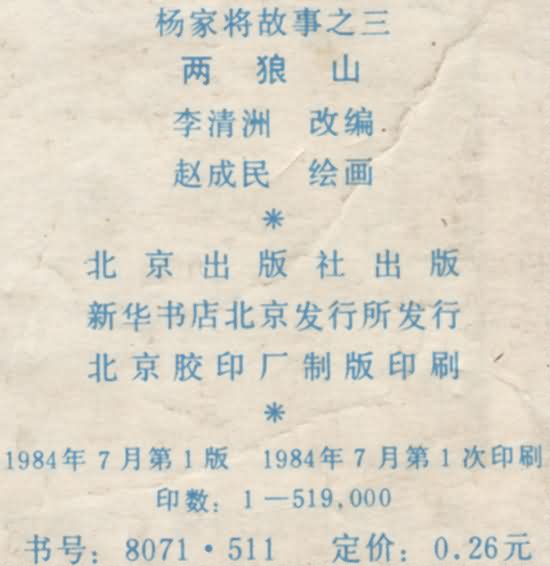 杨家将故事之三
两狼山
李清洲 改编
赵成民 绘画
*
北京出版社出版
新华书店北京发行所发行
北京胶印厂制版印刷
*
1984年7月第1版 1984年7月第1次印刷
印数：1—519,000
书号：8071·511 定价：0.26元